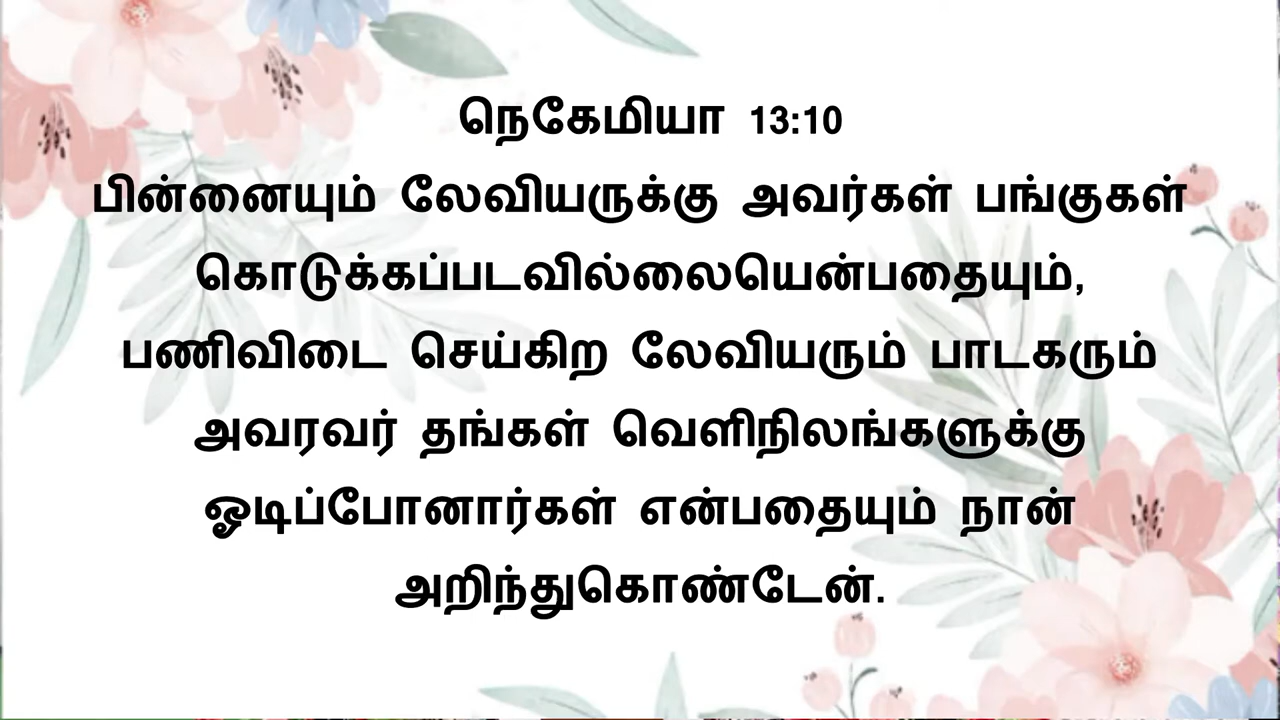 நெகேமியா 13:10
பின்னையும் லேவியருக்கு அவர்கள் பங்குகள்
கொடுக்கப்படவில்லையென்பதையும்,
பணிவிடை செய்கிற லேவியரும் பாடகரும்
அவரவர் தங்கள் வெளிநிலங்களுக்கு
ஓடிப்போனார்கள் என்பதையும் நான்
அறிந்துகொண்டேன்.